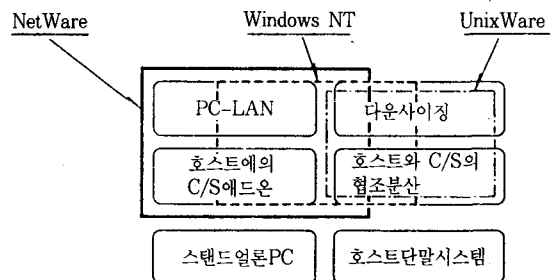 NetWare
Windows NT
UnixWare
PC-LAN
다운사이징
호스트에의
C/S애드온
호스트와 C/S의
협조분산
스탠드얼론PC
호스트단말시스템